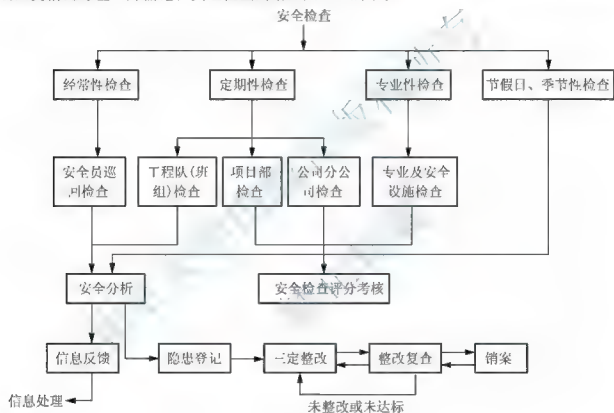 安全检查
经常性检查
定期性检查
专业性检查
节假日、季节性检查
安全员巡
回检查
工程队(班
组)检查
项目部
检查
公司分公
司检查
专业及安全
设施检查
安全分析
安全检查评分考核
信息反馈
隐患登记
三定整改
整改复查
销案
信息处理
未整改或未达标